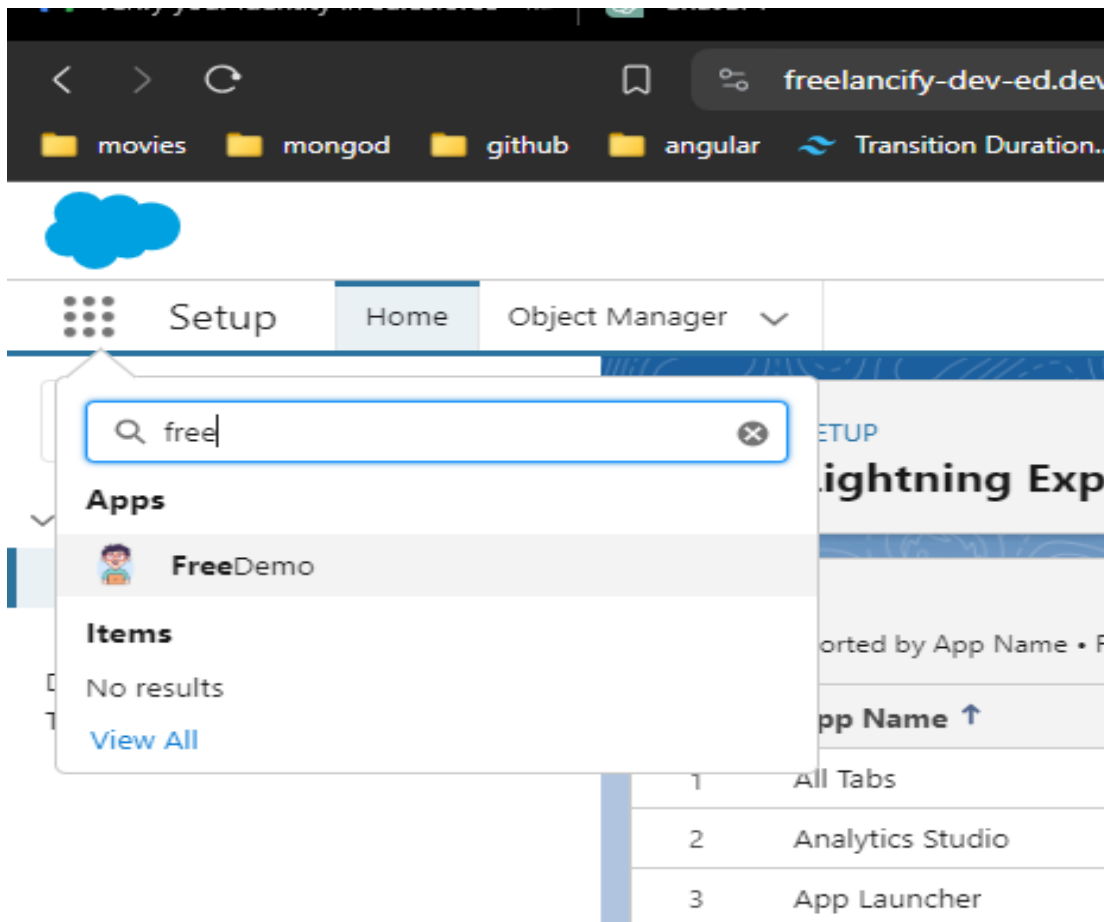 freelancify-dev-ed.dev
movies mongod github angular Transition Duration..
Setup Home Object Manager
free
ETUP
Lightning Exp
Apps
FreeDemo
Items
orted by App Name •
No results
pp Name ↑
View All
1 All Tabs
2 Analytics Studio
3 App Launcher